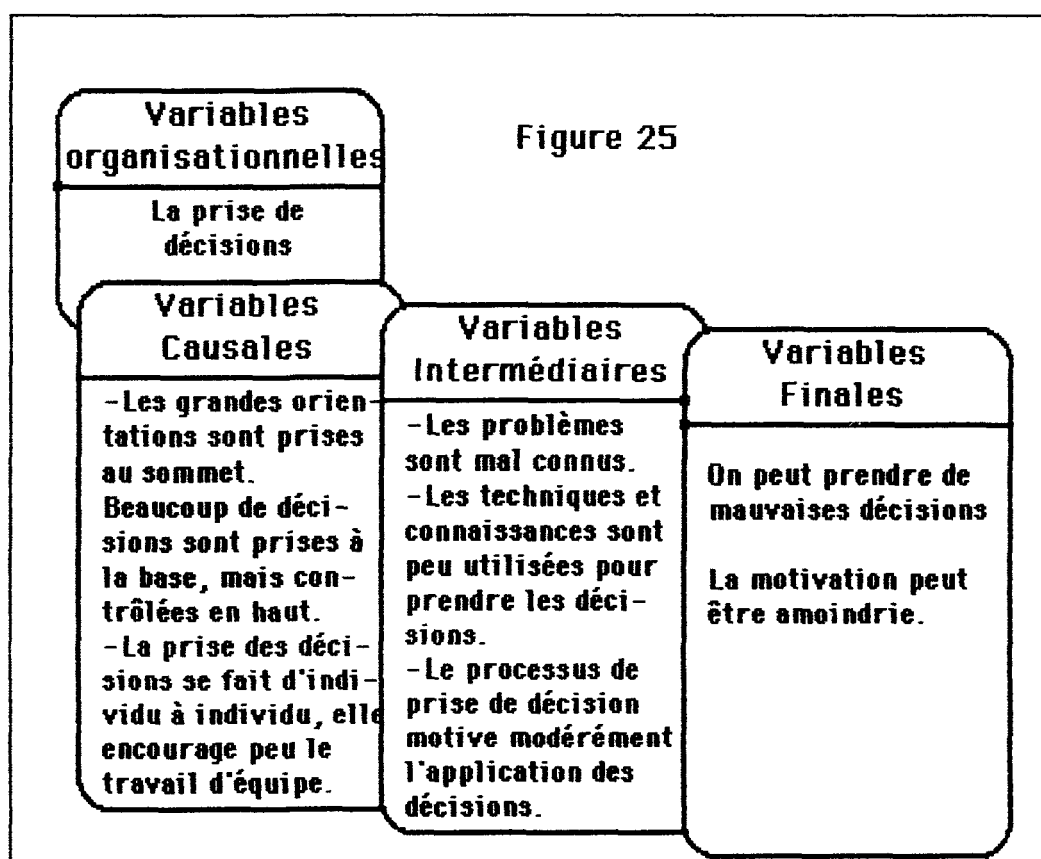 Figure 25
Variables
organisationnelles
La prise de
décisions
Variables
Causales
-Les grandes orien-
tations sont prises
au sommet.
Beaucoup de déci-
sions sont prises à
la base, mais con-
trôlées en haut.
-La prise des déci-
sions se fait d'indi-
vidu à individu, elle
encourage peu le
travail d'équipe.
Variables
Intermédiaires
-Les problèmes
sont mal connus.
-Les techniques et
connaissances sont
peu utilisées pour
prendre les déci-
sions.
-Le processus de
prise de décision
motive modérément
l'application des
décisions.
Variables
Finales
On peut prendre de
mauvaises décisions
La motivation peut
être amoindrie.